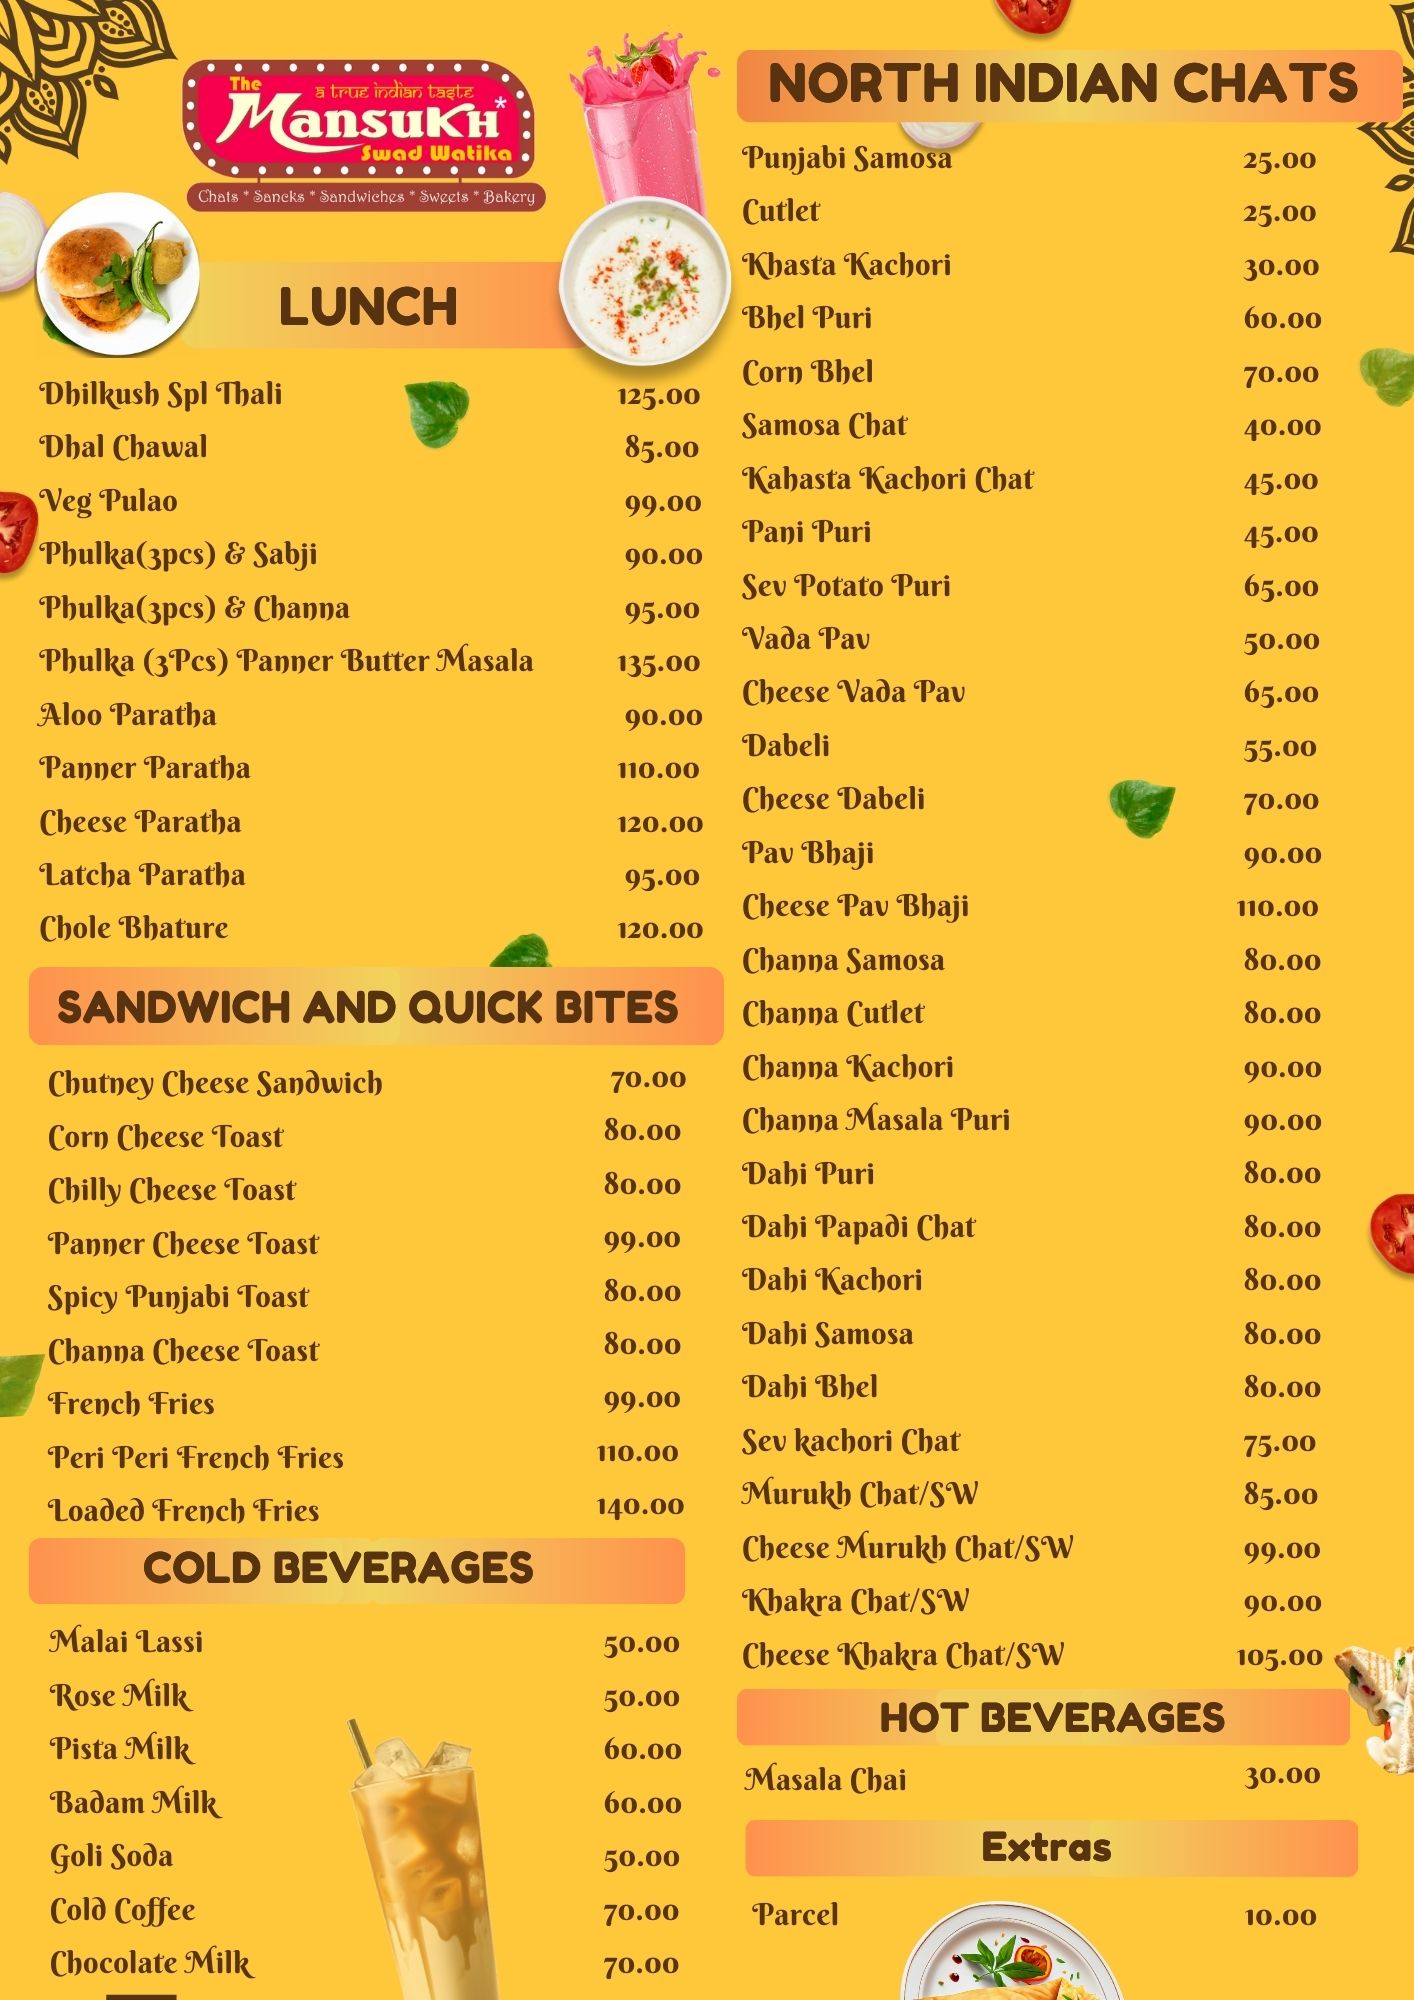 The
a true indian taste
Mansukh*
Swad Watika
Chats * Sancks * Sandwiches * Sweets * Bakery
LUNCH
Dhilkush Spl Thali 125.00
Dhal Chawal 85.00
Veg Pulao 99.00
Phulka(3pcs) & Sabji 90.00
Phulka(3pcs) & Channa 95.00
Phulka (3Pcs) Panner Butter Masala 135.00
Aloo Paratha 90.00
Panner Paratha 110.00
Cheese Paratha 120.00
Latcha Paratha 95.00
Chole Bhature 120.00
SANDWICH AND QUICK BITES
Chutney Cheese Sandwich 70.00
Corn Cheese Toast 80.00
Chilly Cheese Toast 80.00
Panner Cheese Toast 99.00
Spicy Punjabi Toast 80.00
Channa Cheese Toast 80.00
French Fries 99.00
Peri Peri French Fries 110.00
Loaded French Fries 140.00
COLD BEVERAGES
Malai Lassi 50.00
Rose Milk 50.00
Pista Milk 60.00
Badam Milk 60.00
Goli Soda 50.00
Cold Coffee 70.00
Chocolate Milk 70.00
NORTH INDIAN CHATS
Punjabi Samosa 25.00
Cutlet 25.00
Khasta Kachori 30.00
Bhel Puri 60.00
Corn Bhel 70.00
Samosa Chat 40.00
Kahasta Kachori Chat 45.00
Pani Puri 45.00
Sev Potato Puri 65.00
Vada Pav 50.00
Cheese Vada Pav 65.00
Dabeli 55.00
Cheese Dabeli 70.00
Pav Bhaji 90.00
Cheese Pav Bhaji 110.00
Channa Samosa 80.00
Channa Cutlet 80.00
Channa Kachori 90.00
Channa Masala Puri 90.00
Dahi Puri 80.00
Dahi Papadi Chat 80.00
Dahi Kachori 80.00
Dahi Samosa 80.00
Dahi Bhel 80.00
Sev kachori Chat 75.00
Murukh Chat/SW 85.00
Cheese Murukh Chat/SW 99.00
Khakra Chat/SW 90.00
Cheese Khakra Chat/SW 105.00
HOT BEVERAGES
Masala Chai 30.00
Extras
Parcel 10.00